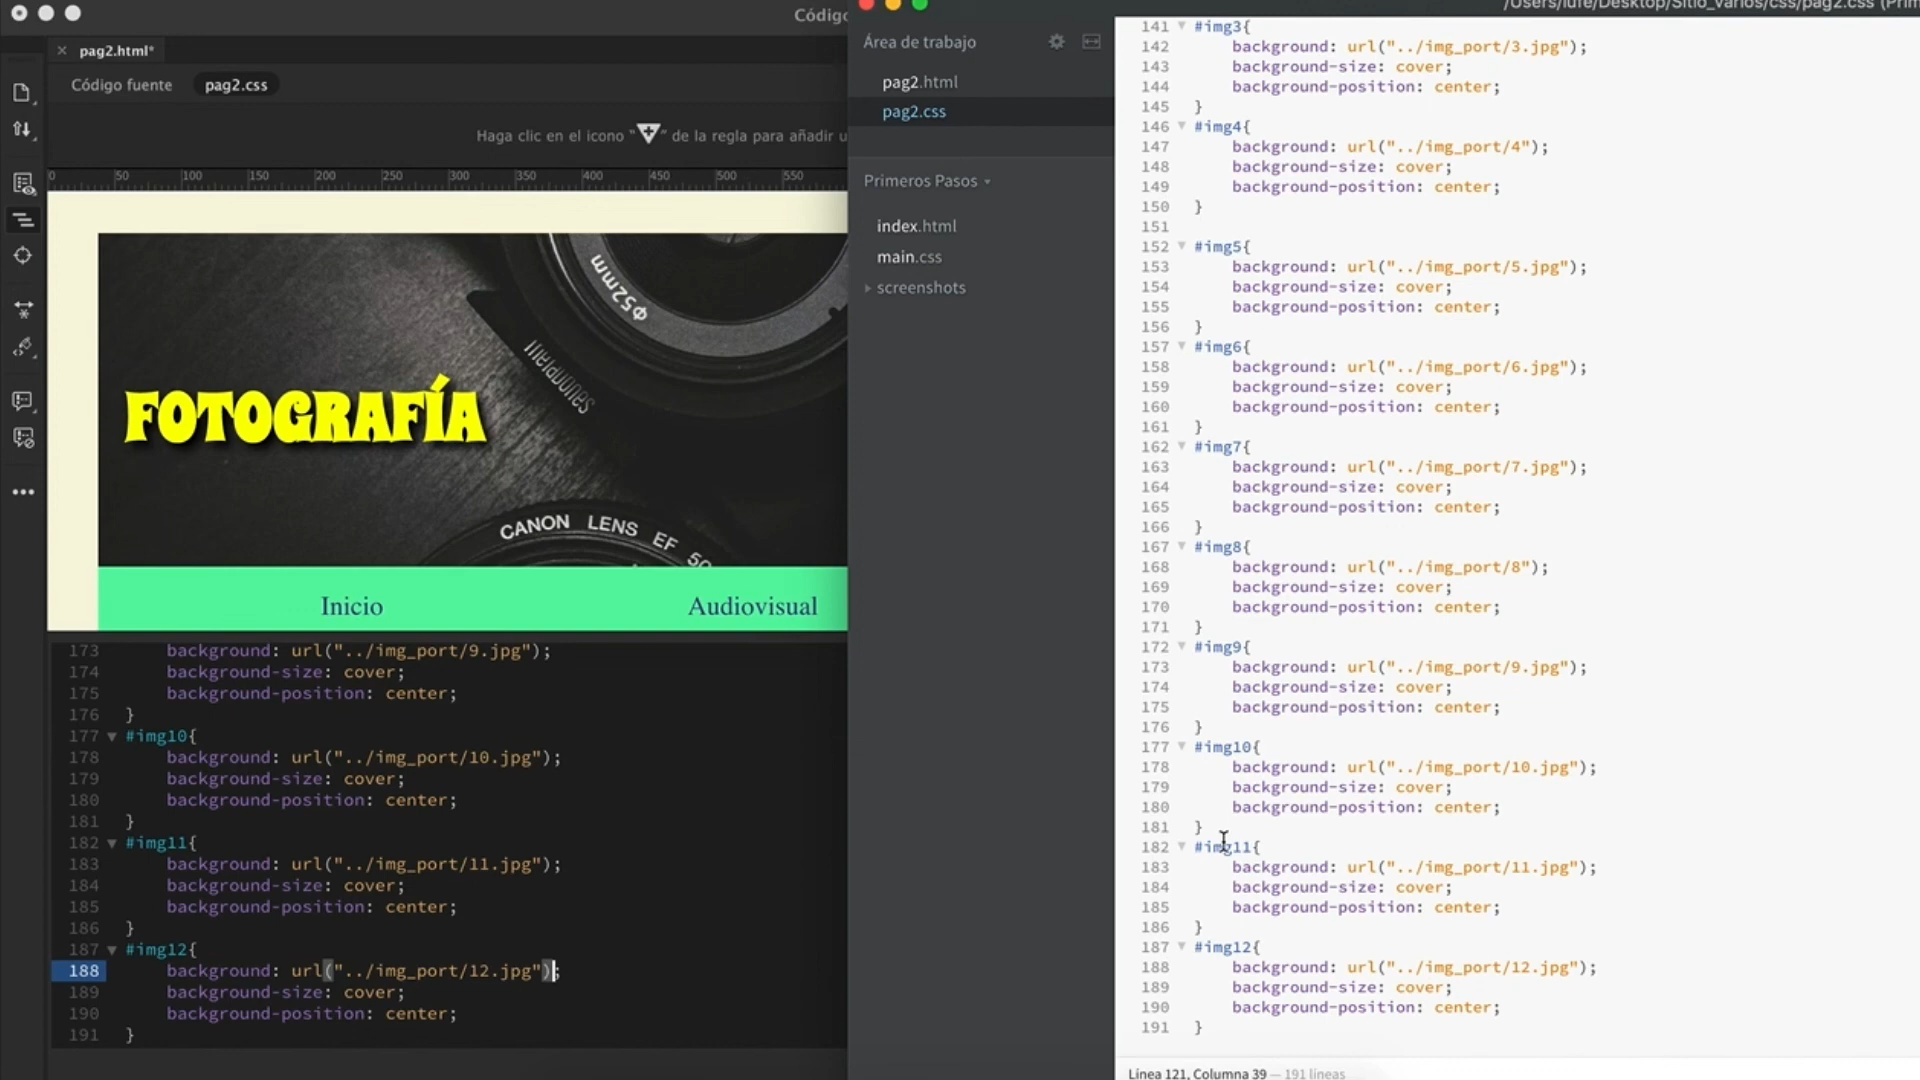 Código
pag2.html*
Código fuente
pag2.css
Haga clic en el icono " " de la regla para añadir u
0 50 100 150 200 250 300 350 400 450 500 550
Φ52mm
FOTOGRAFÍA
CANON LENS EF 50
Inicio
Audiovisual
173 background: url("../img_port/9.jpg");
174 background-size: cover;
175 background-position: center;
176 }
177 #img10{
178 background: url("../img_port/10.jpg");
179 background-size: cover;
180 background-position: center;
181 }
182 #img11{
183 background: url("../img_port/11.jpg");
184 background-size: cover;
185 background-position: center;
186 }
187 #img12{
188 background: url("../img_port/12.jpg");
189 background-size: cover;
190 background-position: center;
191 }
/Users/lufe/Desktop/Sitio_Varios/css/pag2.css (Prim
Área de trabajo
pag2.html
pag2.css
Primeros Pasos
index.html
main.css
screenshots
141 #img3{
142 background: url("../img_port/3.jpg");
143 background-size: cover;
144 background-position: center;
145 }
146 #img4{
147 background: url("../img_port/4");
148 background-size: cover;
149 background-position: center;
150 }
151
152 #img5{
153 background: url("../img_port/5.jpg");
154 background-size: cover;
155 background-position: center;
156 }
157 #img6{
158 background: url("../img_port/6.jpg");
159 background-size: cover;
160 background-position: center;
161 }
162 #img7{
163 background: url("../img_port/7.jpg");
164 background-size: cover;
165 background-position: center;
166 }
167 #img8{
168 background: url("../img_port/8");
169 background-size: cover;
170 background-position: center;
171 }
172 #img9{
173 background: url("../img_port/9.jpg");
174 background-size: cover;
175 background-position: center;
176 }
177 #img10{
178 background: url("../img_port/10.jpg");
179 background-size: cover;
180 background-position: center;
181 }
182 #img11{
183 background: url("../img_port/11.jpg");
184 background-size: cover;
185 background-position: center;
186 }
187 #img12{
188 background: url("../img_port/12.jpg");
189 background-size: cover;
190 background-position: center;
191 }
Línea 121, Columna 39 — 191 líneas